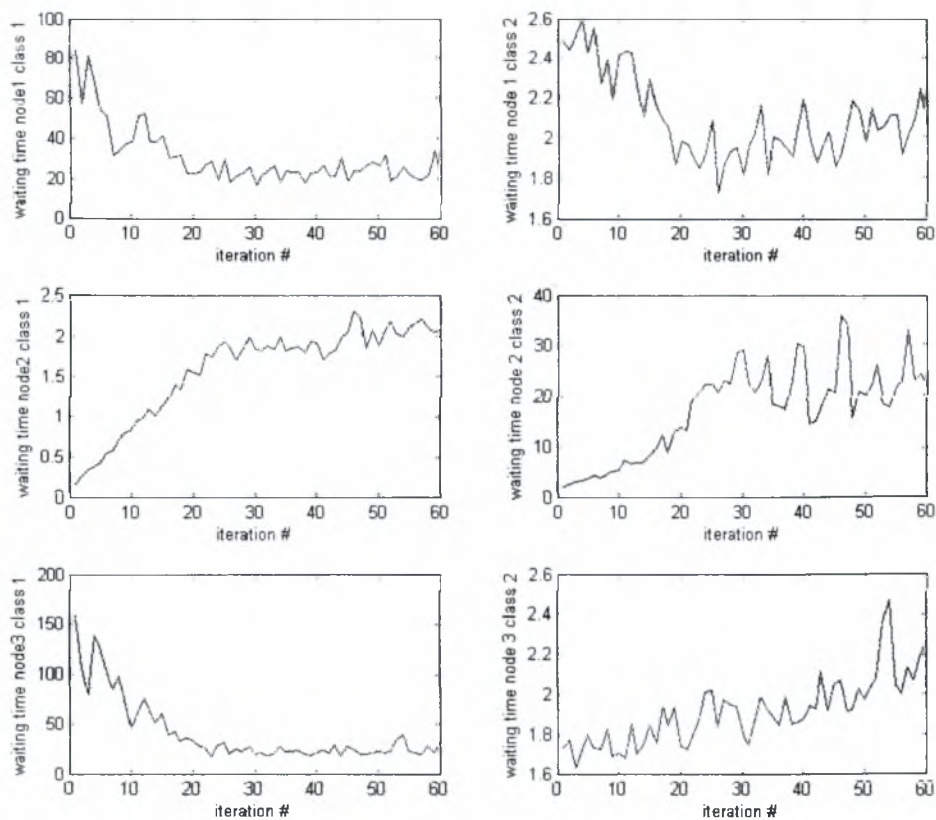 100
80
60
40
20
0
0 10 20 30 40 50 60
iteration #
waiting time node1 class 1
2.6
2.4
2.2
2
1.8
1.6
0 10 20 30 40 50 60
iteration #
waiting time node 1 class 2
2.5
2
1.5
1
0.5
0
0 10 20 30 40 50 60
iteration #
waiting time node2 class 1
40
30
20
10
0
0 10 20 30 40 50 60
iteration #
waiting time node 2 class 2
200
150
100
50
0
0 10 20 30 40 50 60
iteration #
waiting time node3 class 1
2.6
2.4
2.2
2
1.8
1.6
0 10 20 30 40 50 60
iteration #
waiting time node 3 class 2